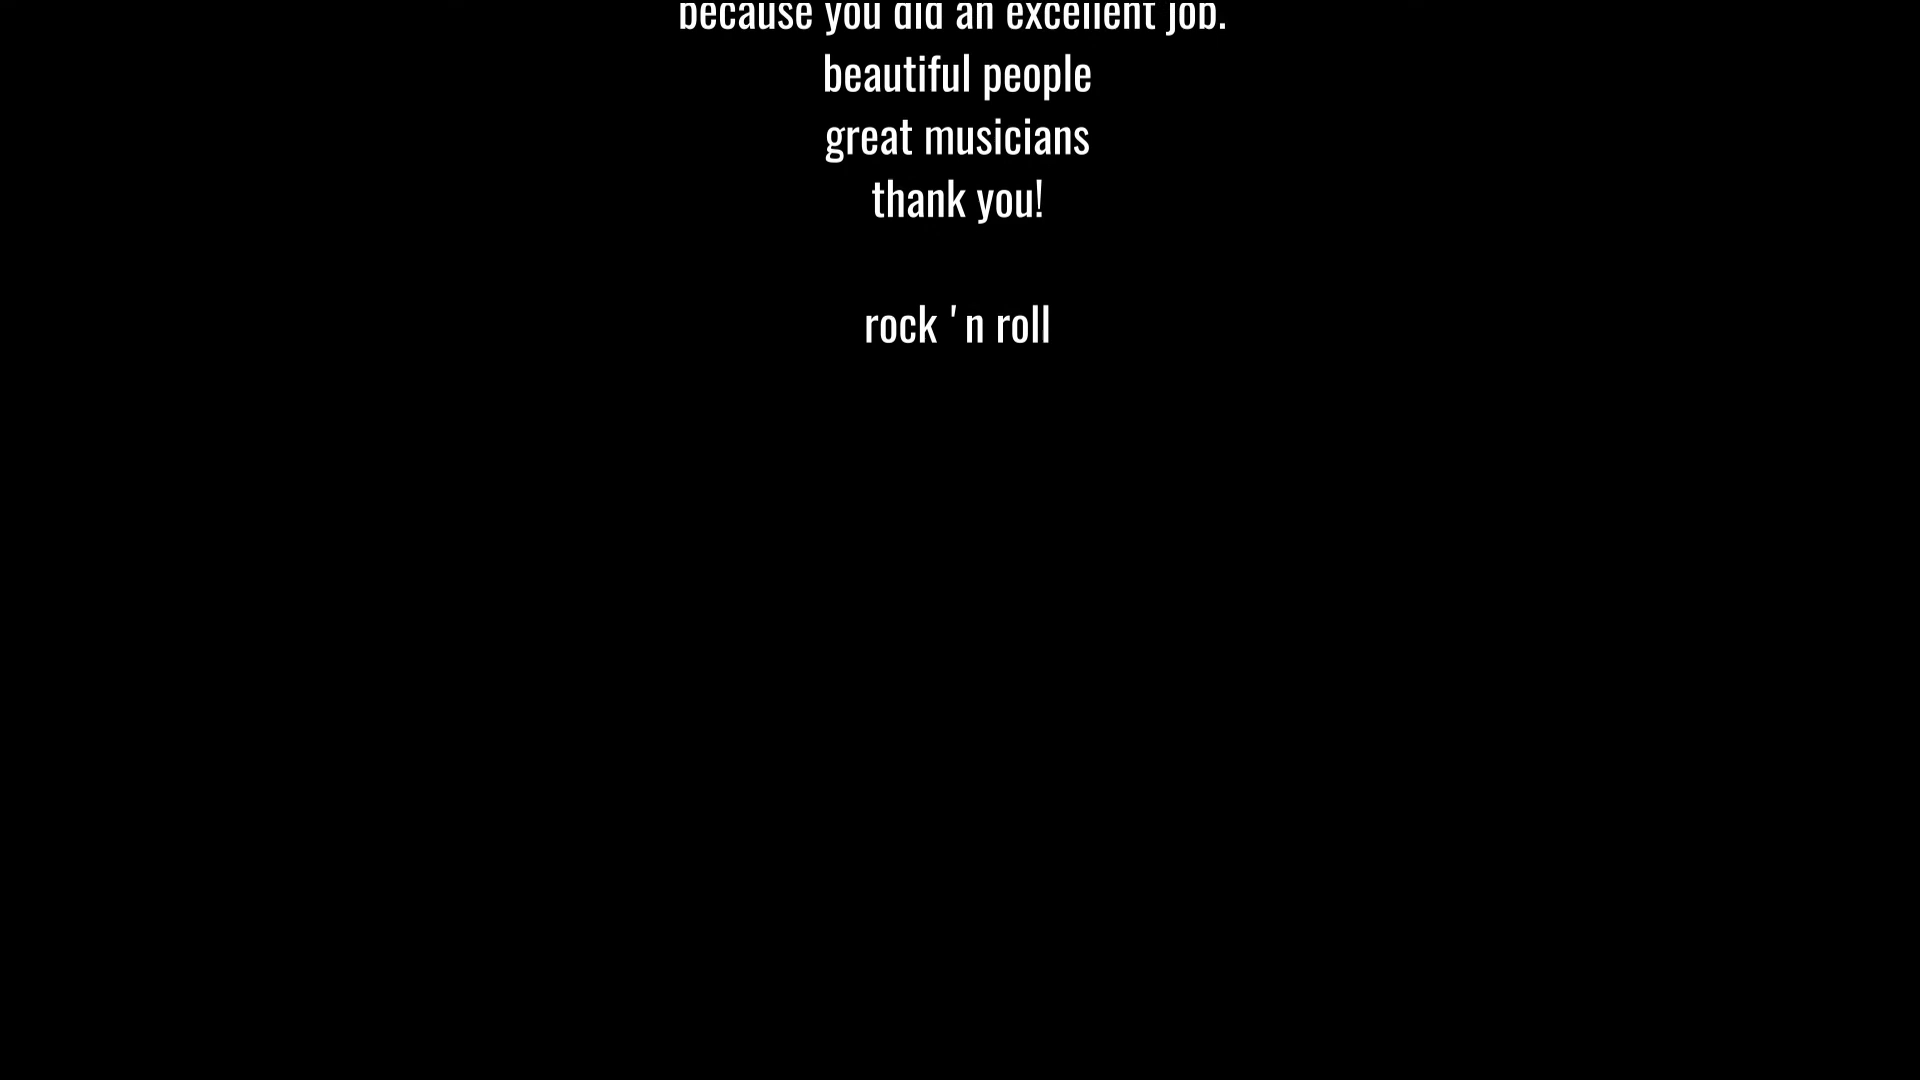 because you did an excellent job.
beautiful people
great musicians
thank you!
rock 'n roll